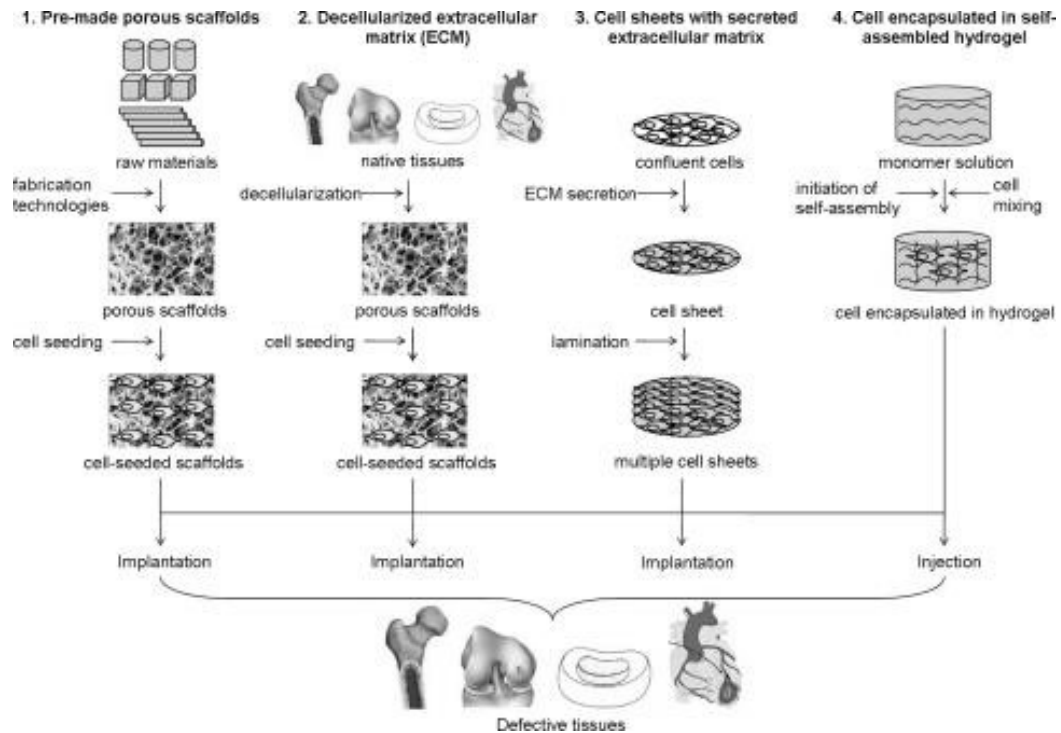 1. Pre-made porous scaffolds
2. Decellularized extracellular
matrix (ECM)
3. Cell sheets with secreted
extracellular matrix
4. Cell encapsulated in self-
assembled hydrogel
raw materials
native tissues
confluent cells
monomer solution
fabrication
technologies
decellularization
ECM secretion
initiation of
self-assembly
cell
mixing
porous scaffolds
porous scaffolds
cell sheet
cell encapsulated in hydrogel
cell seeding
cell seeding
lamination
cell-seeded scaffolds
cell-seeded scaffolds
multiple cell sheets
Implantation
Implantation
Implantation
Injection
Defective tissues